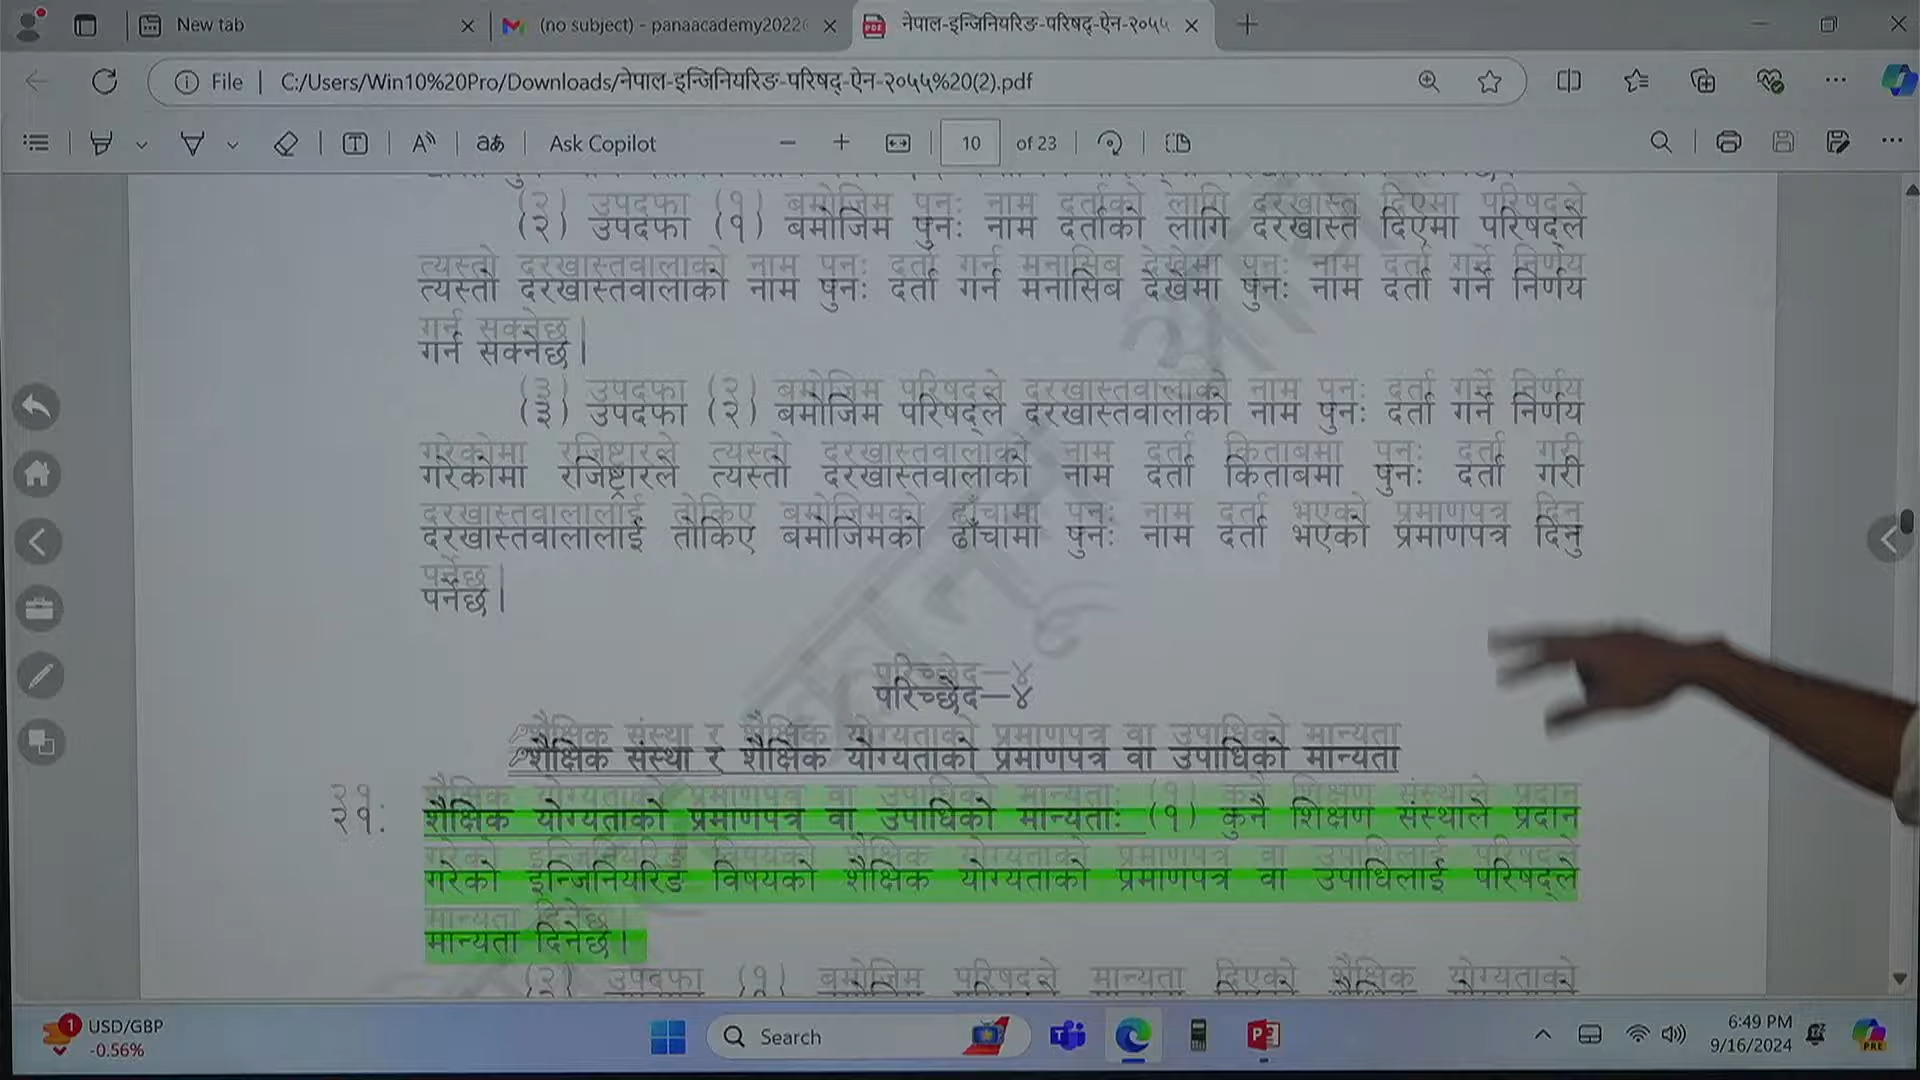 New tab
(no subject) - panaacademy2022
नेपाल-इन्जिनियरिङ-परिषद्-ऐन-२०५५
File | C:/Users/Win10%20Pro/Downloads/नेपाल-इन्जिनियरिङ-परिषद्-ऐन-२०५५%20(2).pdf
Ask Copilot
10 of 23
(२) उपदफा (१) बमोजिम पुनः नाम दर्ताको लागि दरखास्त दिएमा परिषद्ले
त्यस्तो दरखास्तवालाको नाम पुनः दर्ता गर्न मनासिब देखेमा पुनः नाम दर्ता गर्ने निर्णय
गर्न सक्नेछ।
(३) उपदफा (२) बमोजिम परिषद्ले दरखास्तवालाको नाम पुनः दर्ता गर्ने निर्णय
गरेकोमा रजिष्ट्रारले त्यस्तो दरखास्तवालाको नाम दर्ता किताबमा पुनः दर्ता गरी
दरखास्तवालालाई तोकिए बमोजिमको ढाँचामा पुनः नाम दर्ता भएको प्रमाणपत्र दिनु
पर्नेछ।
परिच्छेद–४
शैक्षिक संस्था र शैक्षिक योग्यताको प्रमाणपत्र वा उपाधिको मान्यता
२१. शैक्षिक योग्यताको प्रमाणपत्र वा उपाधिको मान्यताः (१) कुनै शिक्षण संस्थाले प्रदान
गरेको इन्जिनियरिङ विषयको शैक्षिक योग्यताको प्रमाणपत्र वा उपाधिलाई परिषद्ले
मान्यता दिनेछ।
(२) उपदफा (१) बमोजिम परिषद्ले मान्यता दिएको शैक्षिक योग्यताको
1 USD/GBP
-0.56%
Search
6:49 PM
9/16/2024
PRE